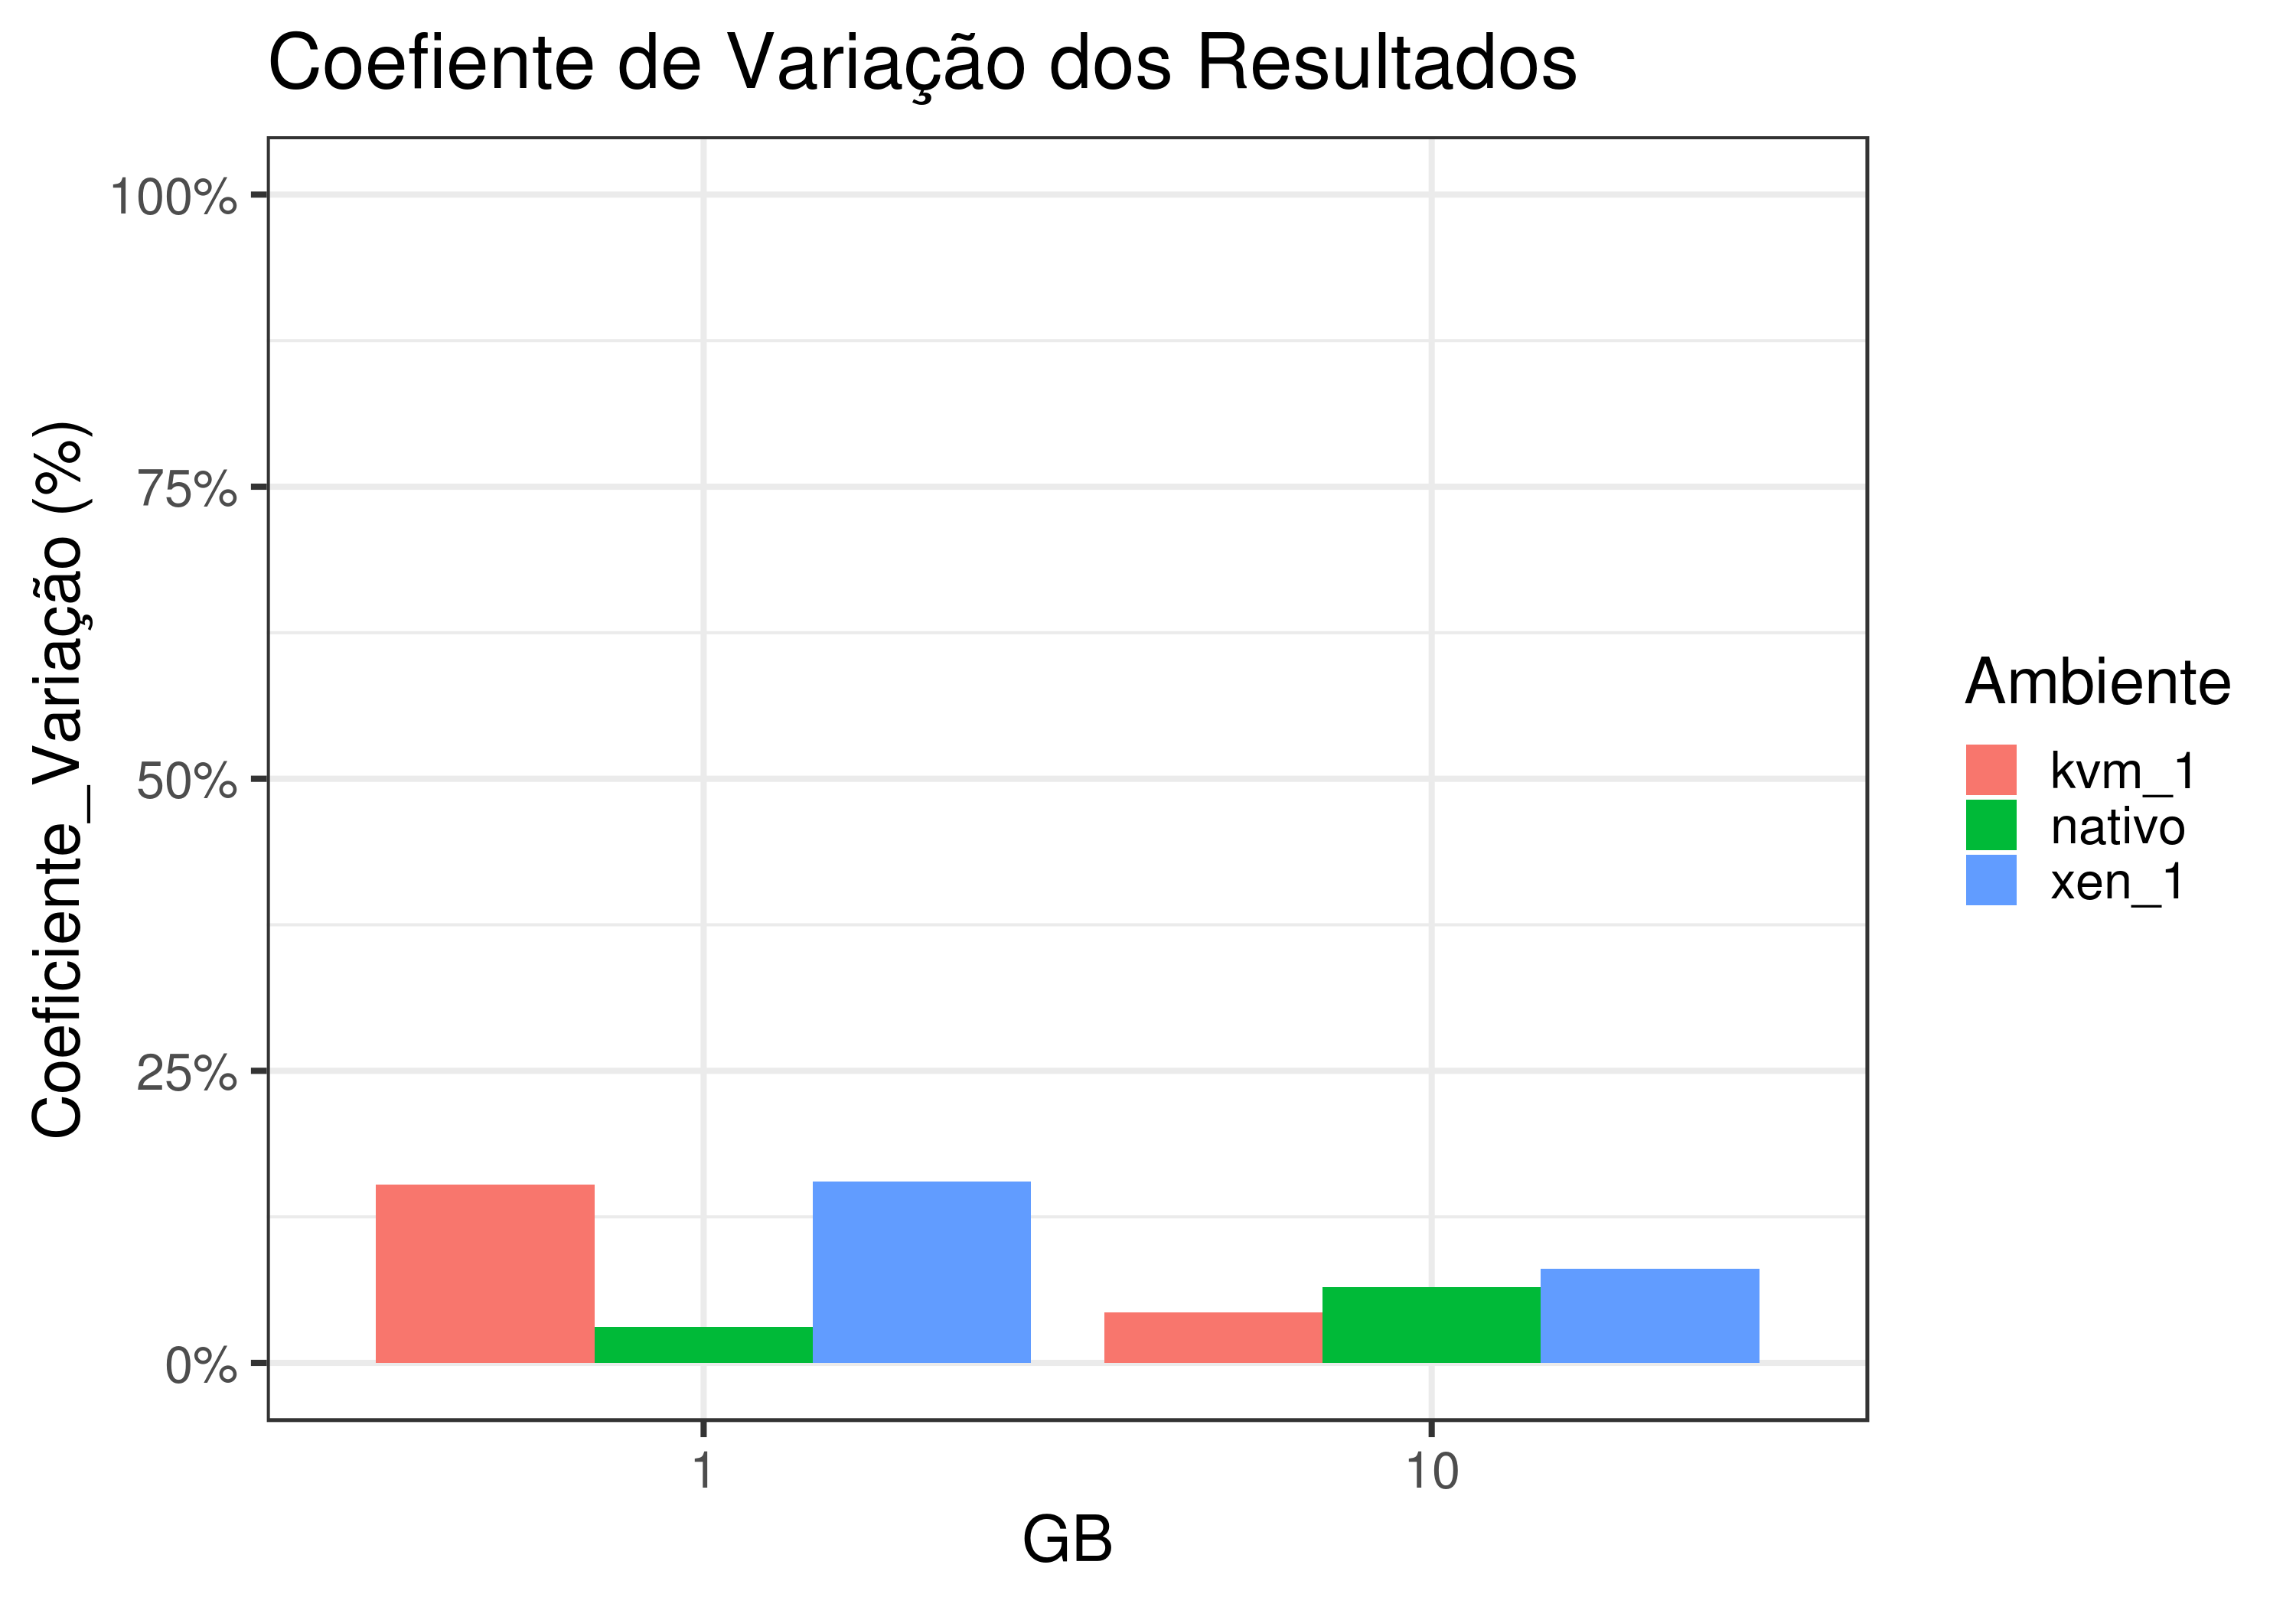 Coefiente de Variação dos Resultados
Coeficiente_Variação (%)
100%
75%
50%
25%
0%
1
10
GB
Ambiente
kvm_1
nativo
xen_1